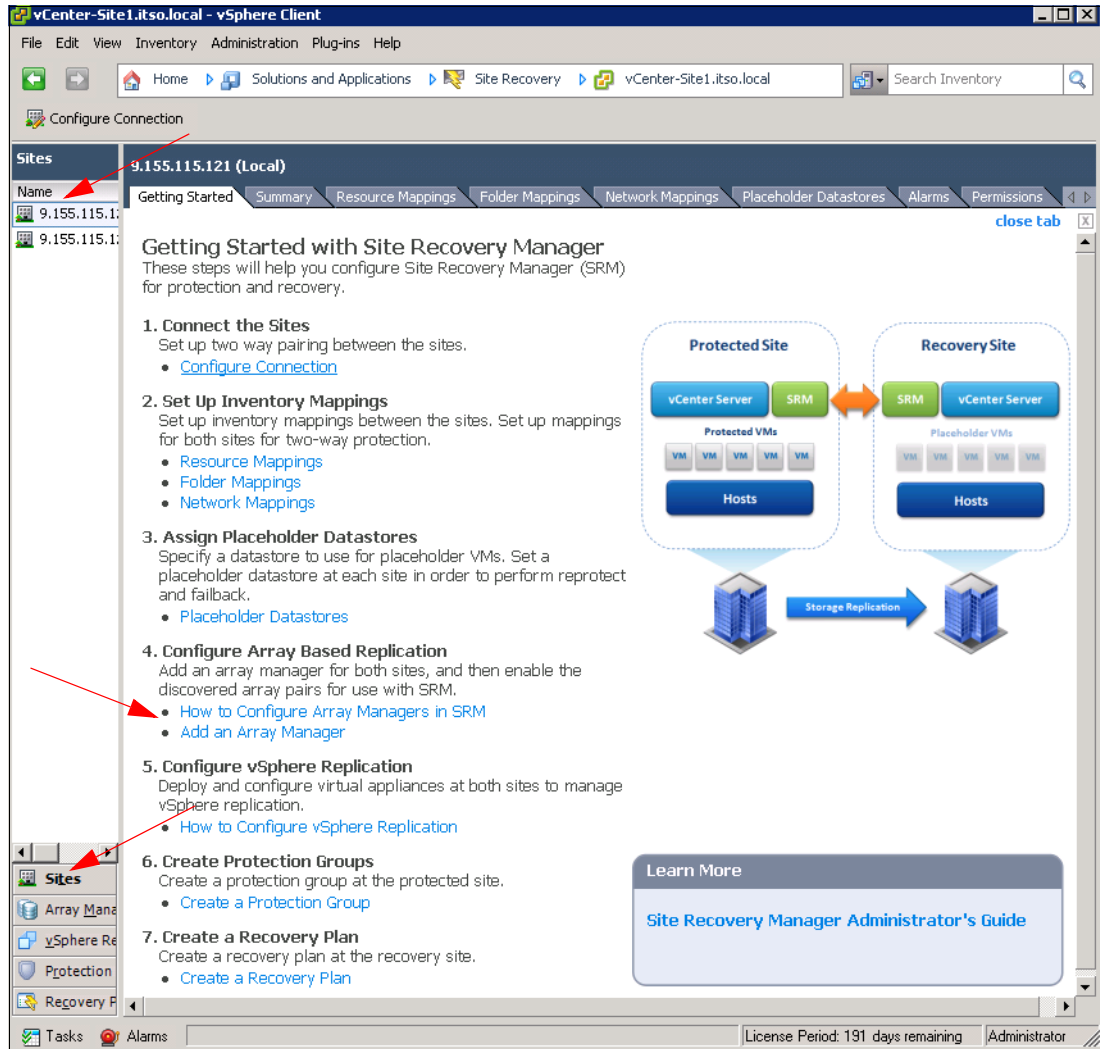 vCenter-Site1.itso.local - vSphere Client
File Edit View Inventory Administration Plug-ins Help
Home Solutions and Applications Site Recovery vCenter-Site1.itso.local Search Inventory
Configure Connection
Sites
Name
9.155.115.12
9.155.115.12
9.155.115.121 (Local)
Getting Started Summary Resource Mappings Folder Mappings Network Mappings Placeholder Datastores Alarms Permissions
close tab X
Getting Started with Site Recovery Manager
These steps will help you configure Site Recovery Manager (SRM)
for protection and recovery.
1. Connect the Sites
Set up two way pairing between the sites.
• Configure Connection
2. Set Up Inventory Mappings
Set up inventory mappings between the sites. Set up mappings
for both sites for two-way protection.
• Resource Mappings
• Folder Mappings
• Network Mappings
3. Assign Placeholder Datastores
Specify a datastore to use for placeholder VMs. Set a
placeholder datastore at each site in order to perform reprotect
and failback.
• Placeholder Datastores
4. Configure Array Based Replication
Add an array manager for both sites, and then enable the
discovered array pairs for use with SRM.
• How to Configure Array Managers in SRM
• Add an Array Manager
5. Configure vSphere Replication
Deploy and configure virtual appliances at both sites to manage
vSphere replication.
• How to Configure vSphere Replication
6. Create Protection Groups
Create a protection group at the protected site.
• Create a Protection Group
7. Create a Recovery Plan
Create a recovery plan at the recovery site.
• Create a Recovery Plan
Protected Site
vCenter Server SRM
Protected VMs
VM VM VM VM VM
Hosts
Recovery Site
SRM vCenter Server
Placeholder VMs
VM VM VM VM VM
Hosts
Storage Replication
Learn More
Site Recovery Manager Administrator's Guide
Sites
Array Mana
vSphere Re
Protection
Recovery P
Tasks Alarms License Period: 191 days remaining Administrator